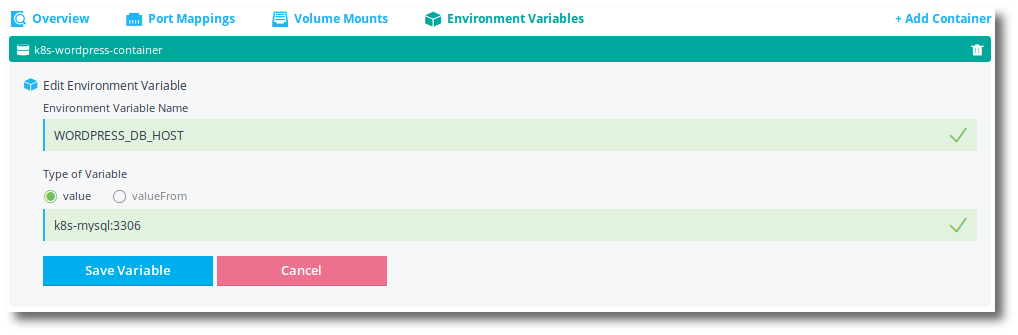 Overview Port Mappings Volume Mounts Environment Variables + Add Container
k8s-wordpress-container
Edit Environment Variable
Environment Variable Name
WORDPRESS_DB_HOST
Type of Variable
value valueFrom
k8s-mysql:3306
Save Variable Cancel